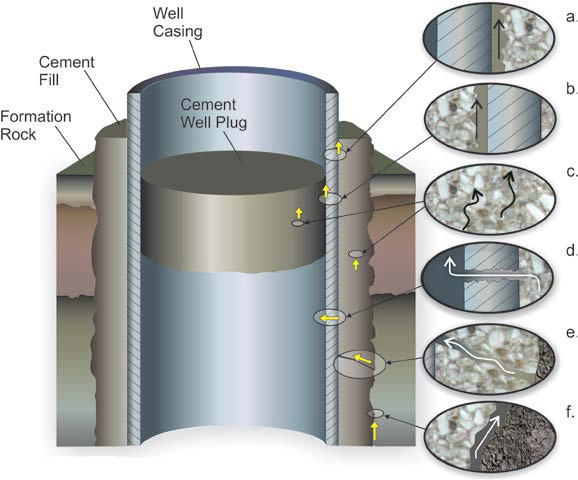 Well
Casing
Cement
Fill
Formation
Rock
Cement
Well Plug
a.
b.
c.
d.
e.
f.